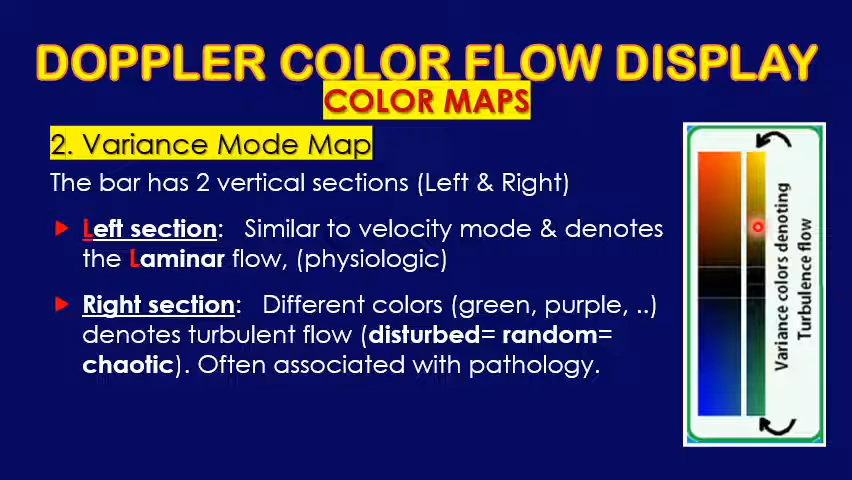 DOPPLER COLOR FLOW DISPLAY
COLOR MAPS
2. Variance Mode Map
The bar has 2 vertical sections (Left & Right)
Left section: Similar to velocity mode & denotes
the Laminar flow, (physiologic)
Right section: Different colors (green, purple, ..)
denotes turbulent flow (disturbed= random=
chaotic). Often associated with pathology.
Variance colors denoting
Turbulence flow